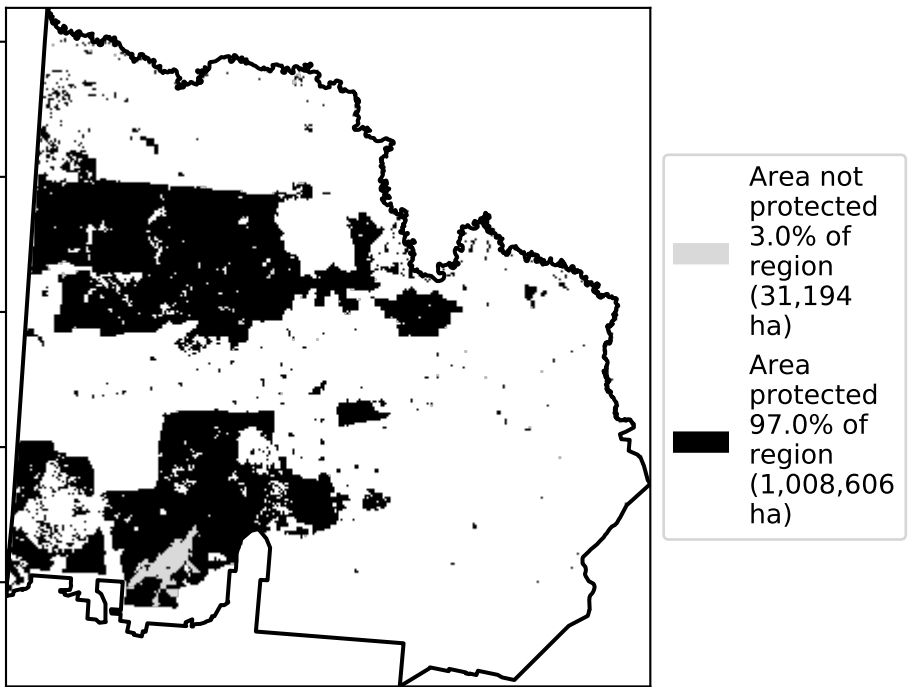 Area not
protected
3.0% of
region
(31,194
ha)
Area
protected
97.0% of
region
(1,008,606
ha)